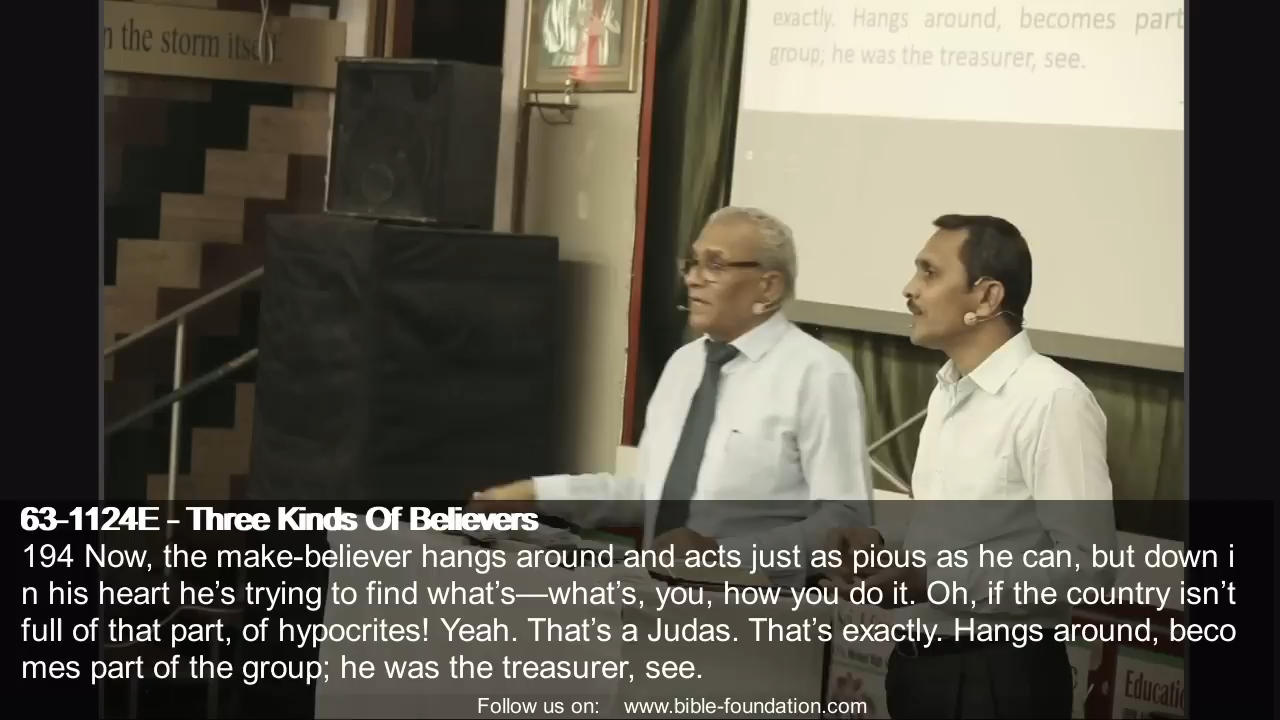 n the storm itself
exactly. Hangs around, becomes part
group; he was the treasurer, see.
63-1124E - Three Kinds Of Believers
194 Now, the make-believer hangs around and acts just as pious as he can, but down i
n his heart he's trying to find what's—what's, you, how you do it. Oh, if the country isn't
full of that part, of hypocrites! Yeah. That's a Judas. That's exactly. Hangs around, beco
mes part of the group; he was the treasurer, see.
Educatio
Follow us on: www.bible-foundation.com